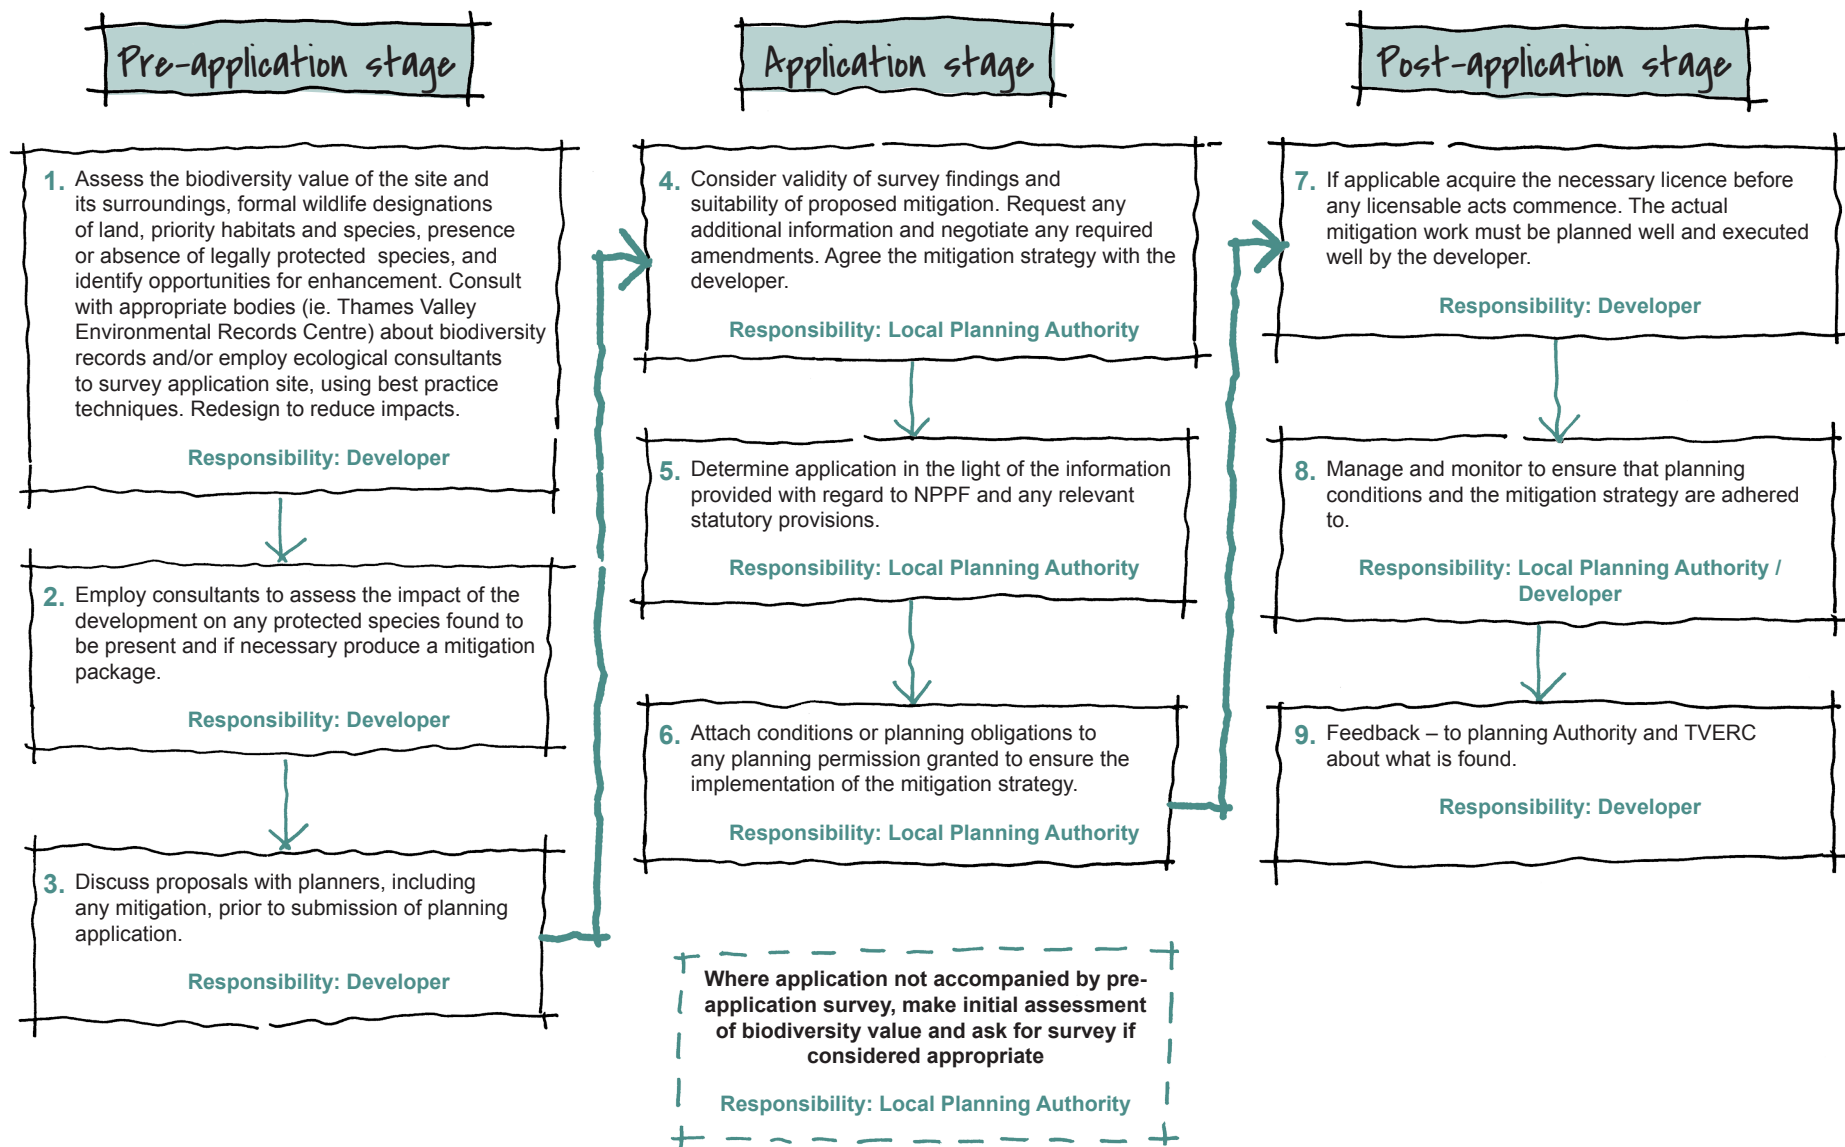 Pre-application stage
1. Assess the biodiversity value of the site and
its surroundings, formal wildlife designations
of land, priority habitats and species, presence
or absence of legally protected species, and
identify opportunities for enhancement. Consult
with appropriate bodies (ie. Thames Valley
Environmental Records Centre) about biodiversity
records and/or employ ecological consultants
to survey application site, using best practice
techniques. Redesign to reduce impacts.
Responsibility: Developer
2. Employ consultants to assess the impact of the
development on any protected species found to
be present and if necessary produce a mitigation
package.
Responsibility: Developer
3. Discuss proposals with planners, including
any mitigation, prior to submission of planning
application.
Responsibility: Developer
Application stage
4. Consider validity of survey findings and
suitability of proposed mitigation. Request any
additional information and negotiate any required
amendments. Agree the mitigation strategy with the
developer.
Responsibility: Local Planning Authority
5. Determine application in the light of the information
provided with regard to NPPF and any relevant
statutory provisions.
Responsibility: Local Planning Authority
6. Attach conditions or planning obligations to
any planning permission granted to ensure the
implementation of the mitigation strategy.
Responsibility: Local Planning Authority
Where application not accompanied by pre-
application survey, make initial assessment
of biodiversity value and ask for survey if
considered appropriate
Responsibility: Local Planning Authority
Post-application stage
7. If applicable acquire the necessary licence before
any licensable acts commence. The actual
mitigation work must be planned well and executed
well by the developer.
Responsibility: Developer
8. Manage and monitor to ensure that planning
conditions and the mitigation strategy are adhered
to.
Responsibility: Local Planning Authority /
Developer
9. Feedback – to planning Authority and TVERC
about what is found.
Responsibility: Developer